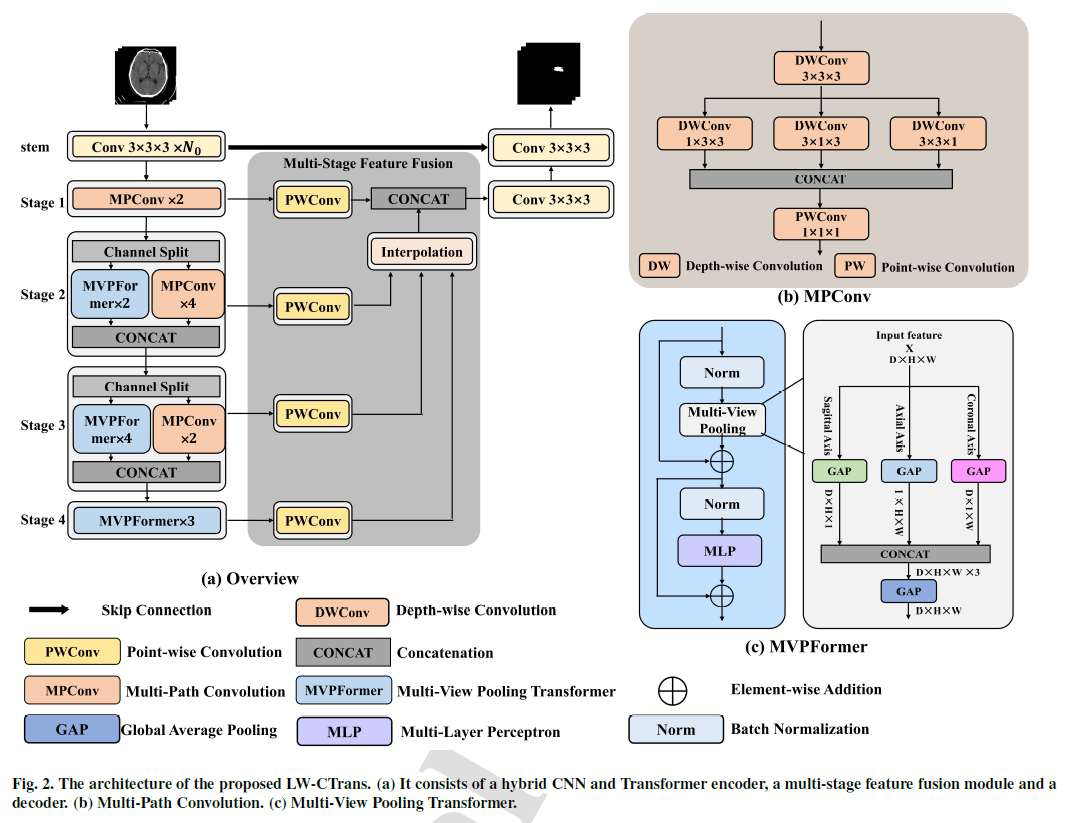 stem
Conv 3×3×3 ×N₀
Multi-Stage Feature Fusion
Conv 3×3×3
Stage 1
MPConv ×2
PWConv
CONCAT
Conv 3×3×3
Interpolation
Channel Split
Stage 2
MVPFor
mer×2
MPConv
×4
PWConv
CONCAT
Channel Split
Stage 3
MVPFor
mer×4
MPConv
×2
PWConv
CONCAT
Stage 4
MVPFormer×3
PWConv
(a) Overview
DWConv
3×3×3
DWConv
1×3×3
DWConv
3×1×3
DWConv
3×3×1
CONCAT
PWConv
1×1×1
DW
Depth-wise Convolution
PW
Point-wise Convolution
(b) MPConv
Norm
Multi-View
Pooling
Norm
MLP
Input feature
X
D×H×W
Sagittal Axis
Axial Axis
Coronal Axis
GAP
GAP
GAP
D×H×1
1×H×W
D×1×W
CONCAT
D×H×W ×3
GAP
D×H×W
(c) MVPFormer
Skip Connection
DWConv
Depth-wise Convolution
PWConv
Point-wise Convolution
CONCAT
Concatenation
MPConv
Multi-Path Convolution
MVPFormer
Multi-View Pooling Transformer
Element-wise Addition
GAP
Global Average Pooling
MLP
Multi-Layer Perceptron
Norm
Batch Normalization
Fig. 2. The architecture of the proposed LW-CTrans. (a) It consists of a hybrid CNN and Transformer encoder, a multi-stage feature fusion module and a
decoder. (b) Multi-Path Convolution. (c) Multi-View Pooling Transformer.